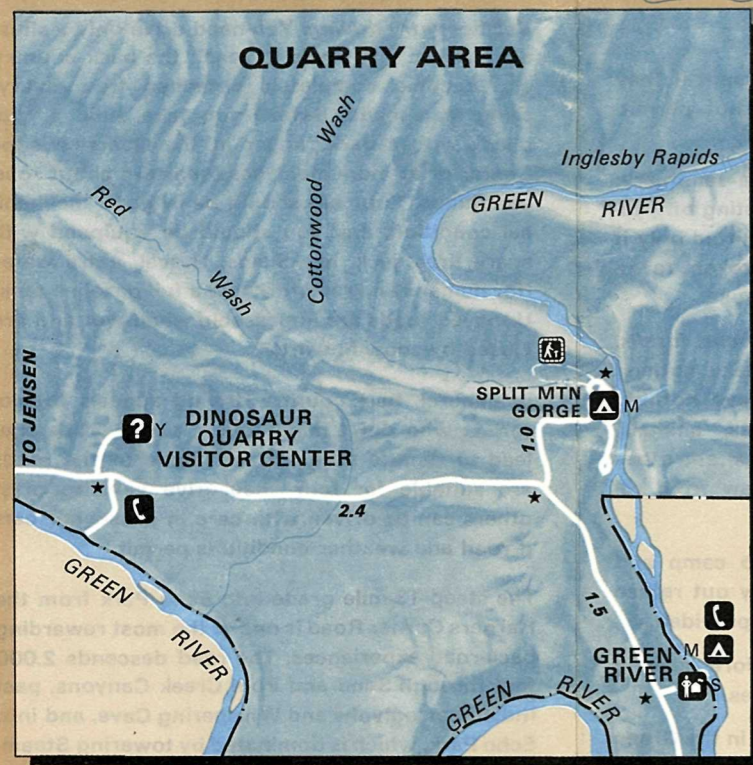 QUARRY AREA
Wash
Cottonwood
Inglesby Rapids
GREEN RIVER
Red
Wash
TO JENSEN
? Y
DINOSAUR
QUARRY
VISITOR CENTER
SPLIT MTN
GORGE
M
1.0
2.4
GREEN
RIVER
1.5
GREEN
RIVER
M
S
GREEN
RIVER